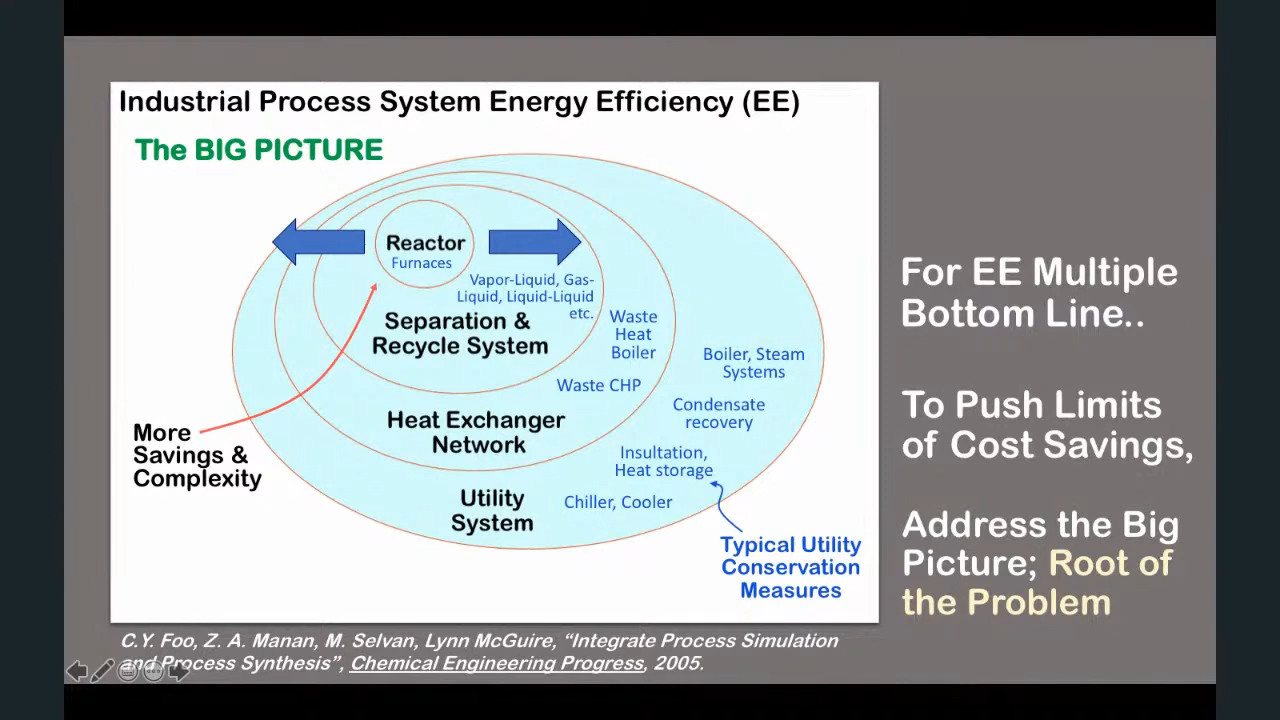 Industrial Process System Energy Efficiency (EE)
The BIG PICTURE
Reactor
Furnaces
Vapor-Liquid, Gas-
Liquid, Liquid-Liquid
etc.
Separation &
Recycle System
Waste
Heat
Boiler
Waste CHP
Boiler, Steam
Systems
Condensate
recovery
Heat Exchanger
Network
More
Savings &
Complexity
Insultation,
Heat storage
Utility
System
Chiller, Cooler
Typical Utility
Conservation
Measures
For EE Multiple
Bottom Line..
To Push Limits
of Cost Savings,
Address the Big
Picture; Root of
the Problem
C.Y. Foo, Z. A. Manan, M. Selvan, Lynn McGuire, “Integrate Process Simulation
and Process Synthesis”, Chemical Engineering Progress, 2005.